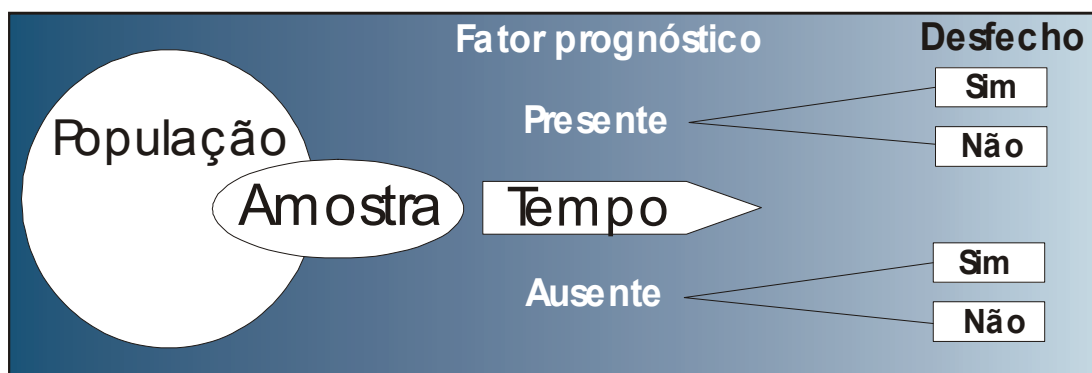 Fator prognóstico
Desfecho
Sim
Presente
Não
População
Amostra
Tempo
Sim
Ausente
Não